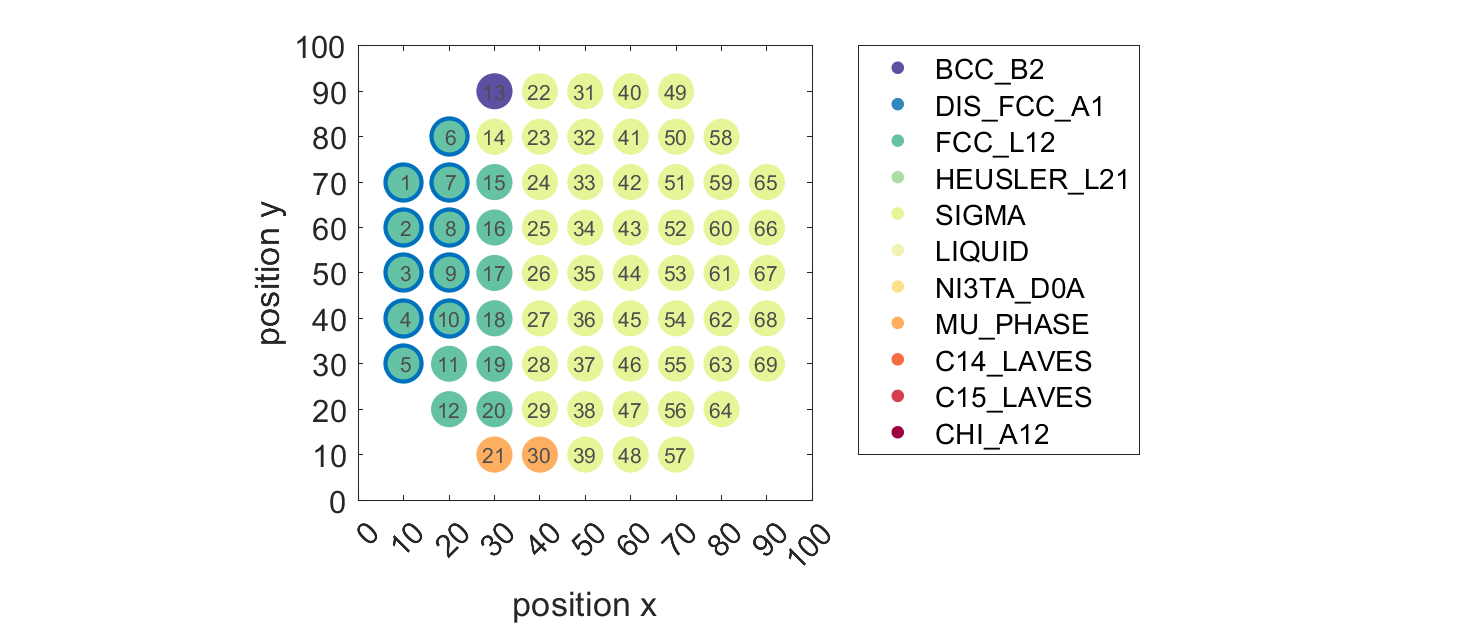 100
90 13 22 31 40 49
80 6 14 23 32 41 50 58
70 1 7 15 24 33 42 51 59 65
60 2 8 16 25 34 43 52 60 66
50 3 9 17 26 35 44 53 61 67
40 4 10 18 27 36 45 54 62 68
30 5 11 19 28 37 46 55 63 69
20 12 20 29 38 47 56 64
10 21 30 39 48 57
0
0 10 20 30 40 50 60 70 80 90 100
position x
position y
BCC_B2
DIS_FCC_A1
FCC_L12
HEUSLER_L21
SIGMA
LIQUID
NI3TA_D0A
MU_PHASE
C14_LAVES
C15_LAVES
CHI_A12